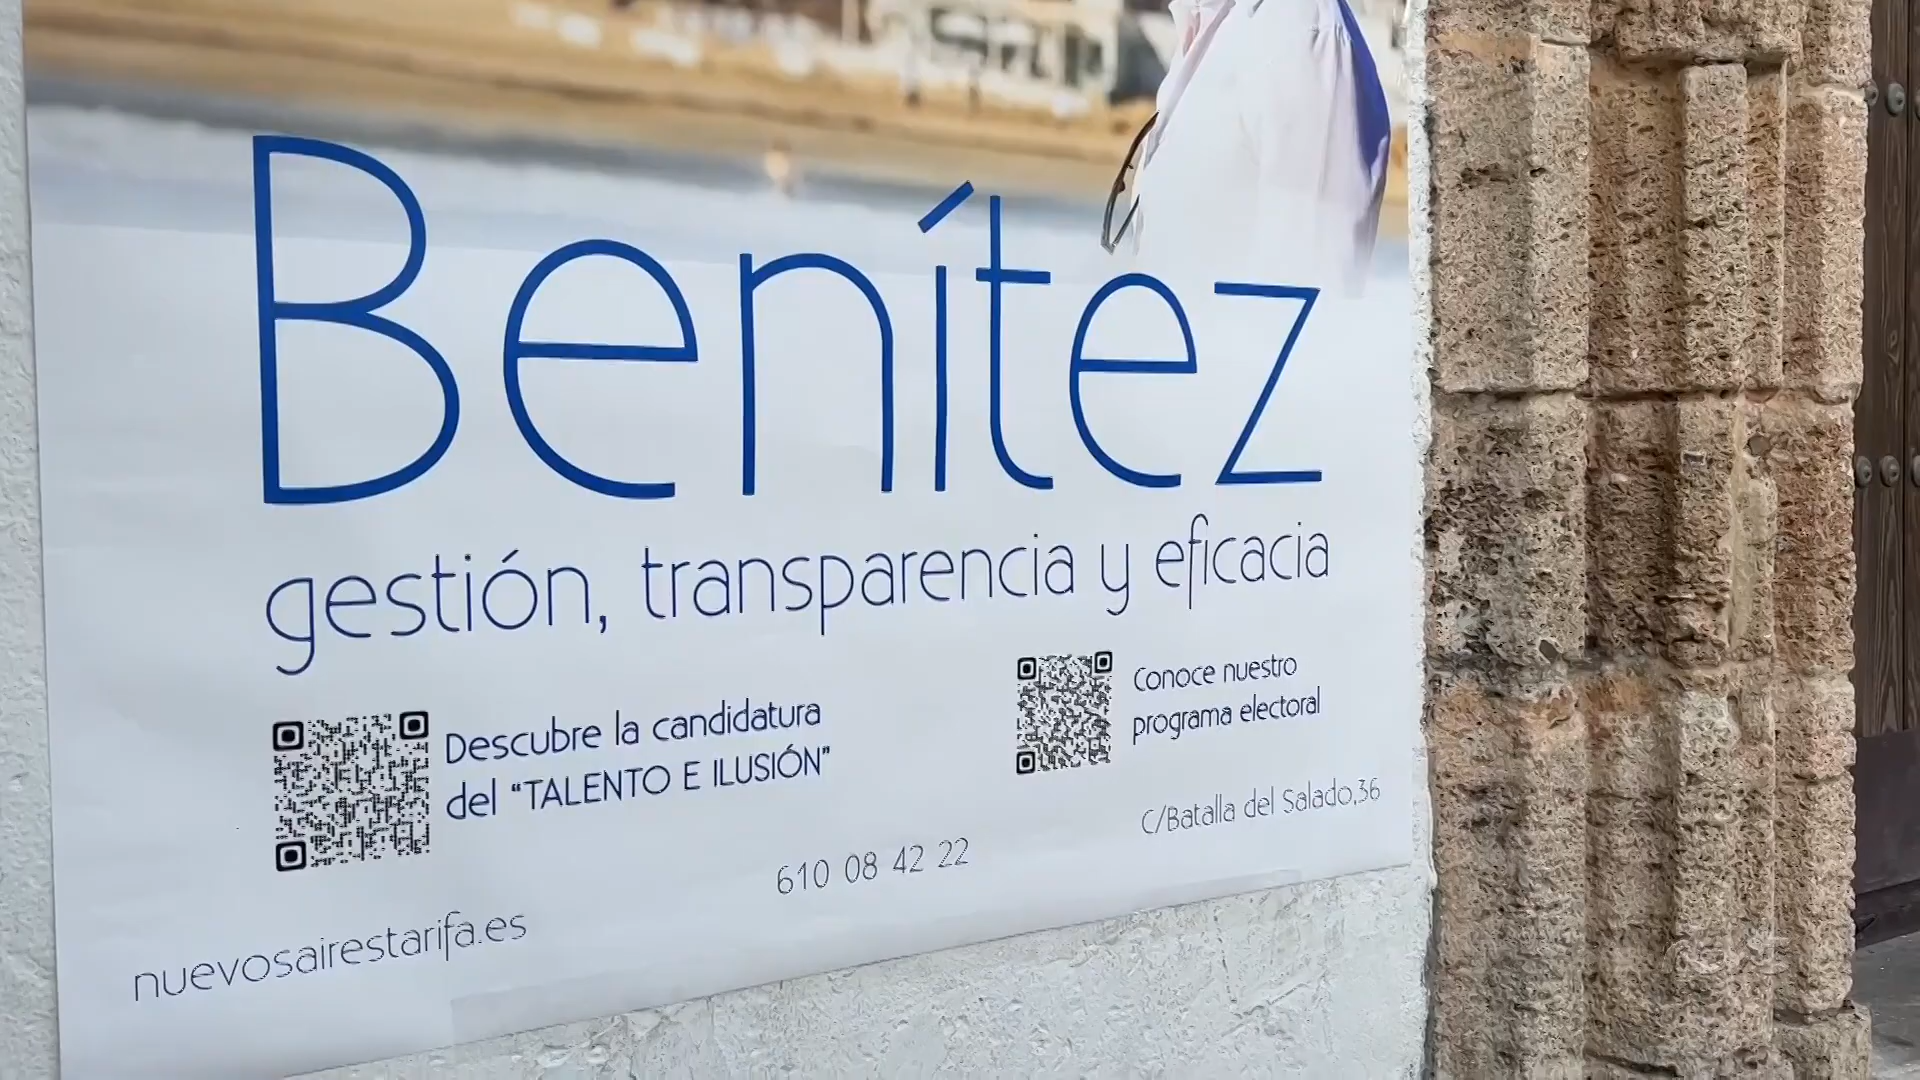 Benítez
gestión, transparencia y eficacia
Descubre la candidatura
del “TALENTO E ILUSIÓN”
Conoce nuestro
programa electoral
C/Batalla del Salado,36
610 08 42 22
nuevosairestarifa.es